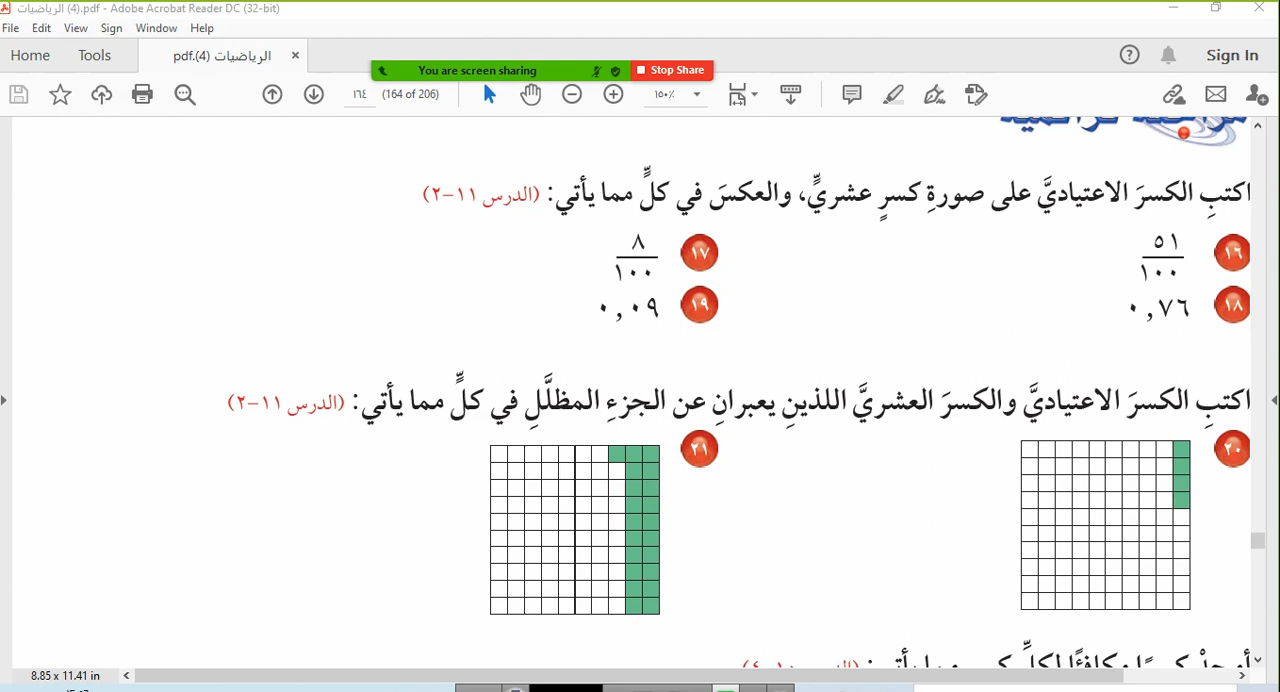 الرياضيات (4).pdf - Adobe Acrobat Reader DC (32-bit)
File Edit View Sign Window Help
Home Tools الرياضيات (4).pdf × Sign In
You are screen sharing Stop Share
١٦٤ (164 of 206) ١٥٠٪
اكتبِ الكسرَ الاعتياديَّ على صورةِ كسرٍ عشريٍّ، والعكسَ في كلٍّ مما يأتي: (الدرس ١١-٢)
١٦ ٥١/١٠٠ ١٧ ٨/١٠٠
١٨ ٠,٧٦ ١٩ ٠,٠٩
اكتبِ الكسرَ الاعتياديَّ والكسرَ العشريَّ اللذينِ يعبرانِ عن الجزءِ المظلَّلِ في كلٍّ مما يأتي: (الدرس ١١-٢)
٢٠ ٢١
8.85 x 11.41 in